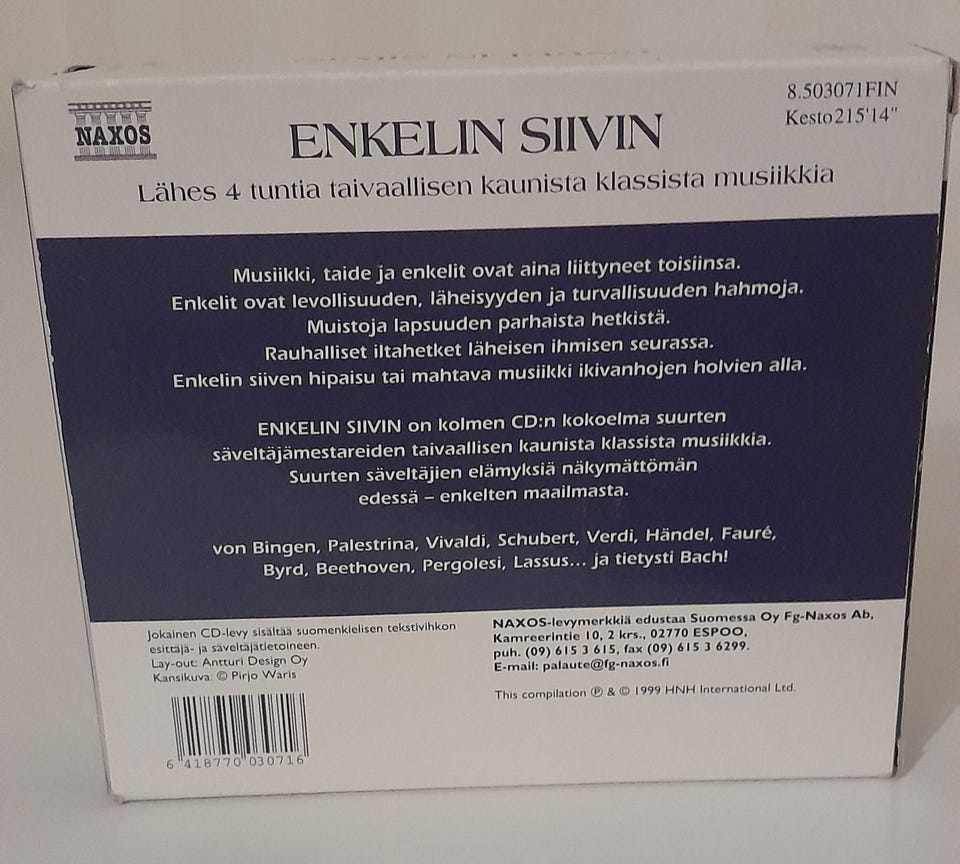 NAXOS
8.503071FIN
Kesto215'14"
ENKELIN SIIVIN
Lähes 4 tuntia taivaallisen kaunista klassista musiikkia
Musiikki, taide ja enkelit ovat aina liittyneet toisiinsa.
Enkelit ovat levollisuuden, läheisyyden ja turvallisuuden hahmoja.
Muistoja lapsuuden parhaista hetkistä.
Rauhalliset iltahetket läheisen ihmisen seurassa.
Enkelin siiven hipaisu tai mahtava musiikki ikivanhojen holvien alla.
ENKELIN SIIVIN on kolmen CD:n kokoelma suurten
säveltäjämestareiden taivaallisen kaunista klassista musiikkia.
Suurten säveltäjien elämyksiä näkymättömän
edessä – enkelten maailmasta.
von Bingen, Palestrina, Vivaldi, Schubert, Verdi, Händel, Fauré,
Byrd, Beethoven, Pergolesi, Lassus... ja tietysti Bach!
Jokainen CD-levy sisältää suomenkielisen tekstivihkon
esittäjä- ja säveltäjätietoineen.
Lay-out: Antturi Design Oy
Kansikuva: © Pirjo Waris
6 418770 030716
NAXOS-levymerkkiä edustaa Suomessa Oy Fg-Naxos Ab,
Kamreerintie 10, 2 krs., 02770 ESPOO,
puh. (09) 615 3 615, fax (09) 615 3 6299.
E-mail: palaute@fg-naxos.fi
This compilation ℗ & © 1999 HNH International Ltd.